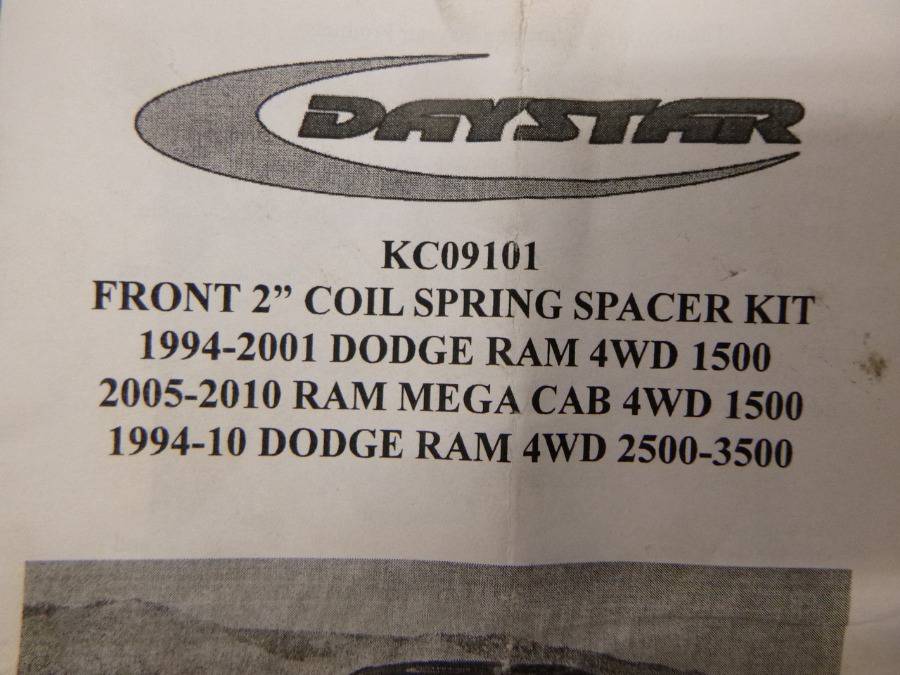 DAYSTAR
KC09101
FRONT 2” COIL SPRING SPACER KIT
1994-2001 DODGE RAM 4WD 1500
2005-2010 RAM MEGA CAB 4WD 1500
1994-10 DODGE RAM 4WD 2500-3500